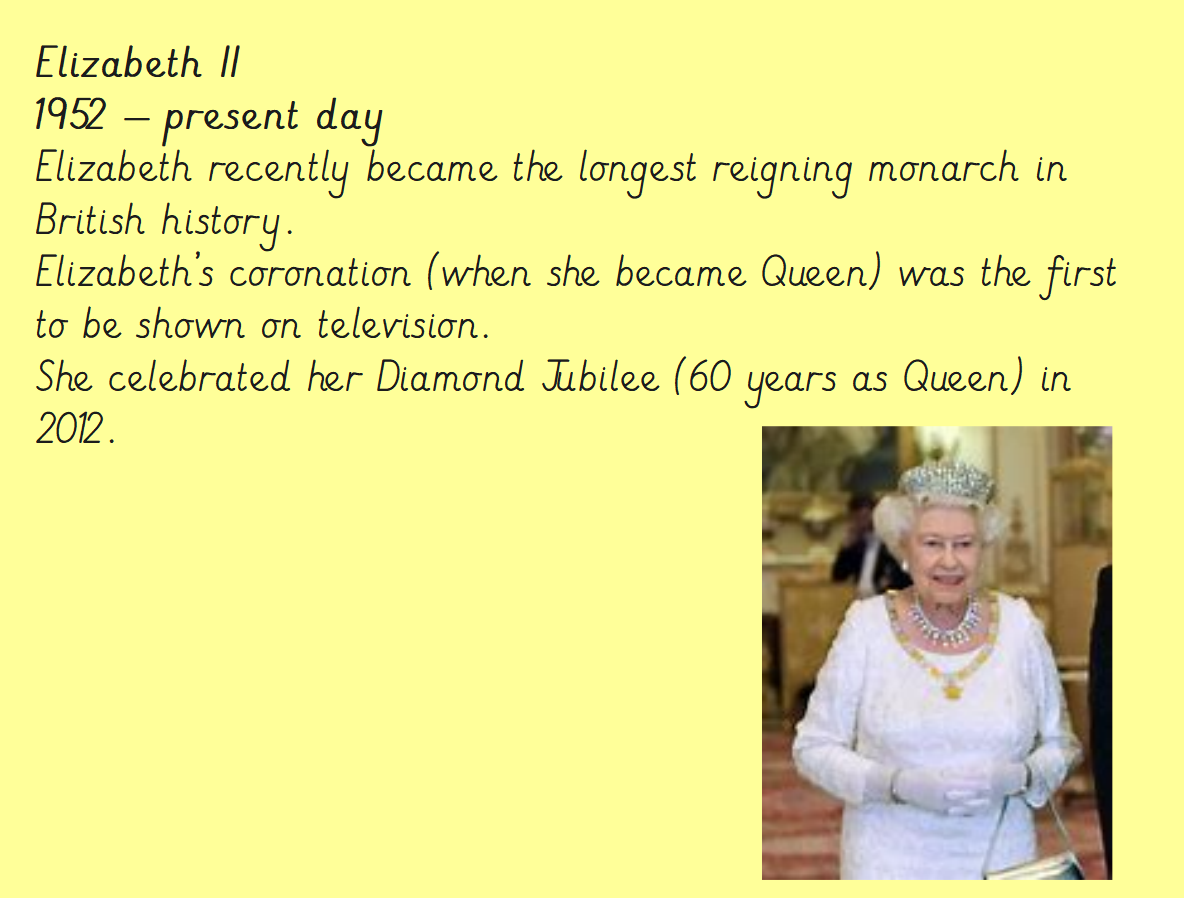 Elizabeth II
1952 – present day
Elizabeth recently became the longest reigning monarch in
British history.
Elizabeth's coronation (when she became Queen) was the first
to be shown on television.
She celebrated her Diamond Jubilee (60 years as Queen) in
2012.